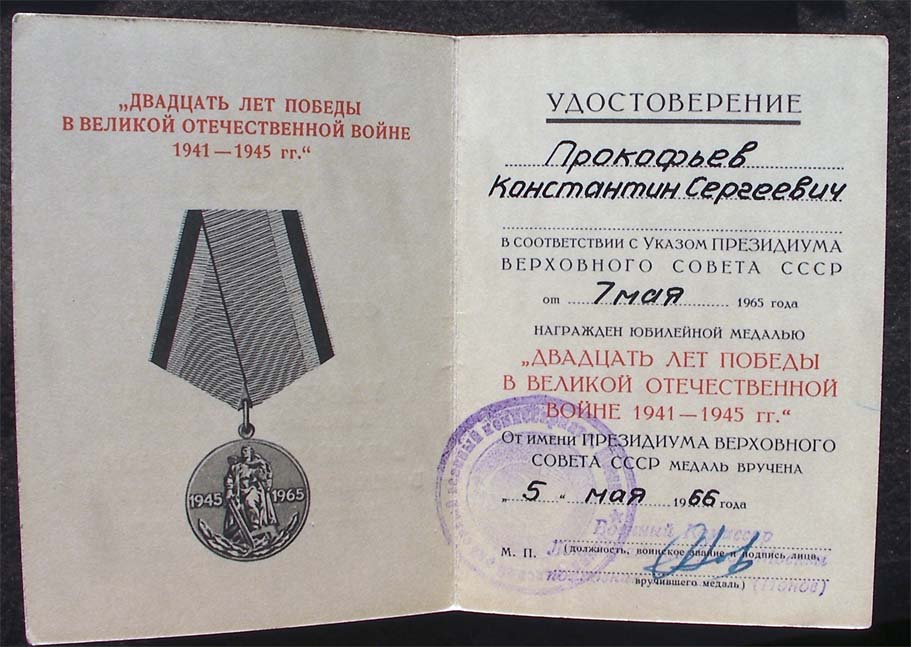 „ДВАДЦАТЬ ЛЕТ ПОБЕДЫ
В ВЕЛИКОЙ ОТЕЧЕСТВЕННОЙ ВОЙНЕ
1941—1945 гг.“
1945 1965
УДОСТОВЕРЕНИЕ
Прокофьев
Константин Сергеевич
В СООТВЕТСТВИИ С УКАЗОМ ПРЕЗИДИУМА
ВЕРХОВНОГО СОВЕТА СССР
от 7 мая 1965 года
НАГРАЖДЕН ЮБИЛЕЙНОЙ МЕДАЛЬЮ
„ДВАДЦАТЬ ЛЕТ ПОБЕДЫ
В ВЕЛИКОЙ ОТЕЧЕСТВЕННОЙ
ВОЙНЕ 1941—1945 гг.“
ОТ ИМЕНИ ПРЕЗИДИУМА ВЕРХОВНОГО
СОВЕТА СССР МЕДАЛЬ ВРУЧЕНА
„5“ мая 1966 года
Военный Комиссар
М. П. (должность, воинское звание и подпись лица,
вручившего медаль)
(Попов)